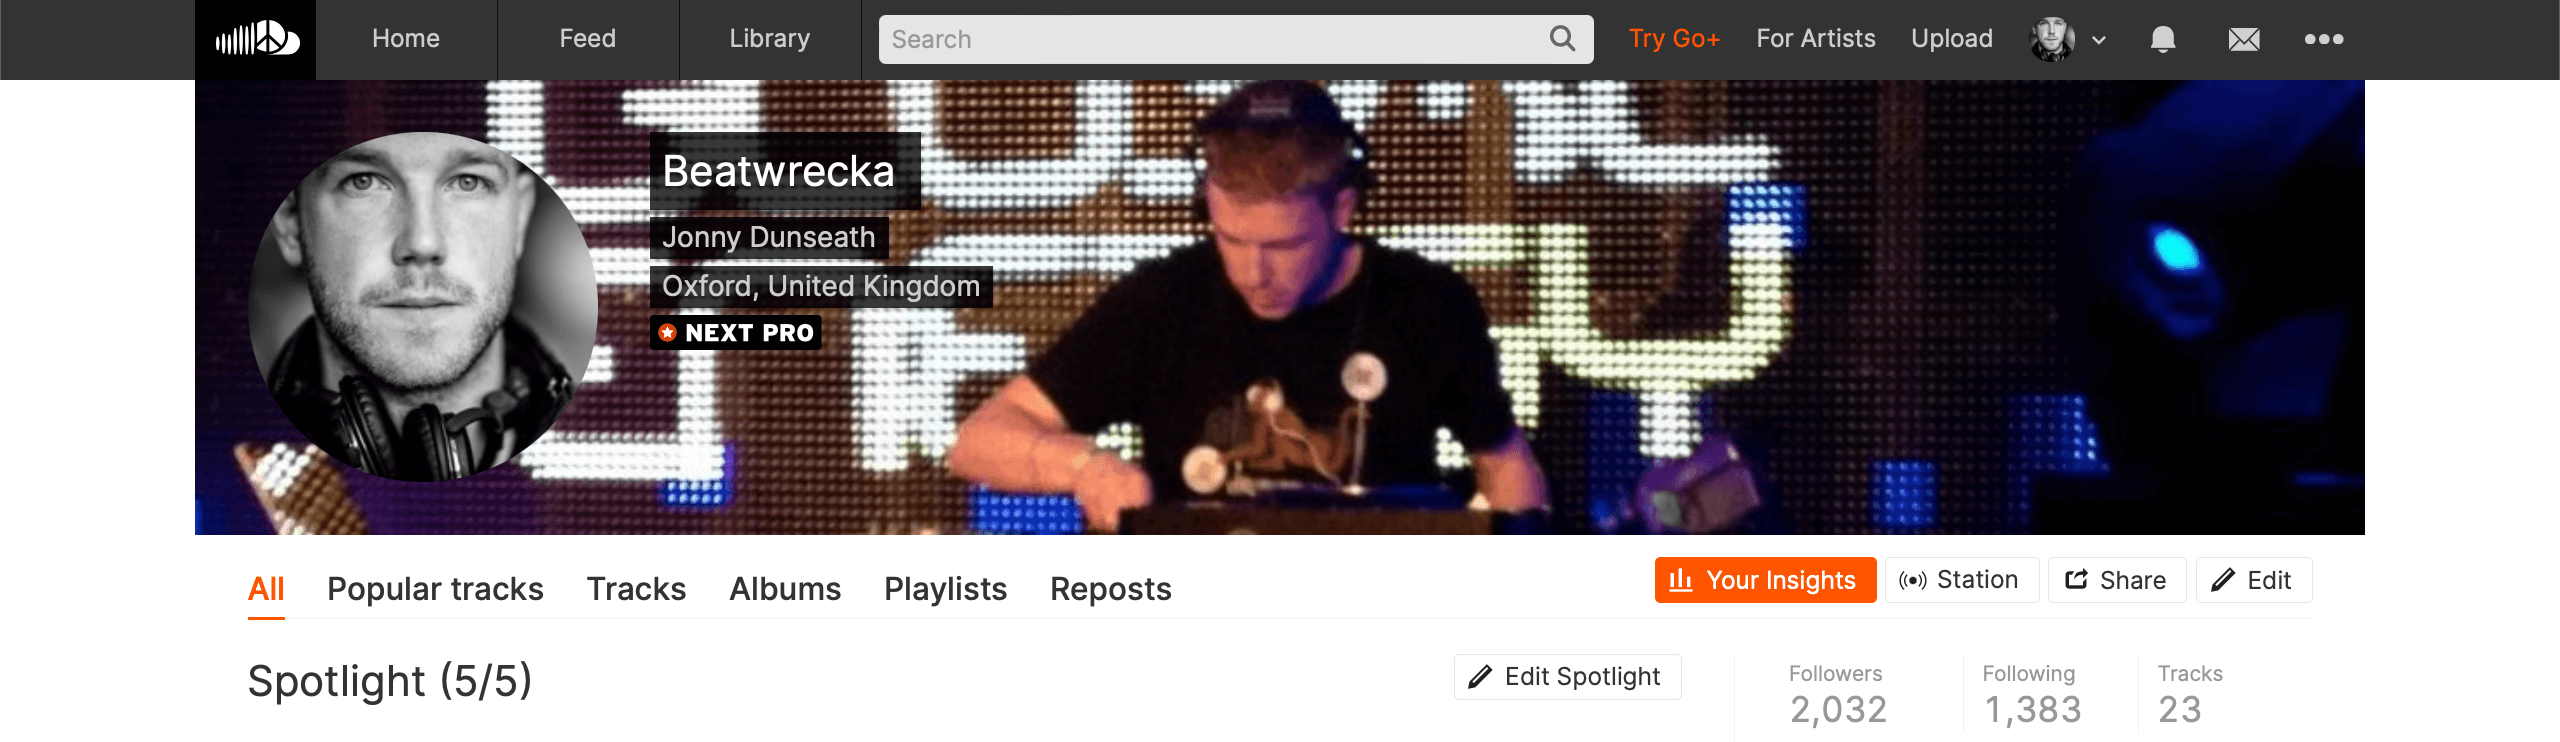 Home Feed Library Search Try Go+ For Artists Upload
Beatwrecka
Jonny Dunseath
Oxford, United Kingdom
NEXT PRO
All Popular tracks Tracks Albums Playlists Reposts Your Insights Station Share Edit
Spotlight (5/5) Edit Spotlight
Followers Following Tracks
2,032 1,383 23